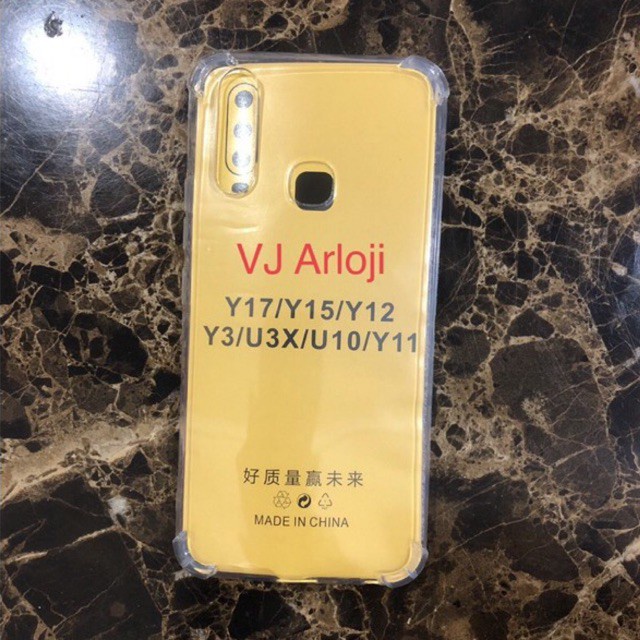 VJ Arloji
Y17/Y15/Y12
Y3/U3X/U10/Y11
好质量赢未来
MADE IN CHINA